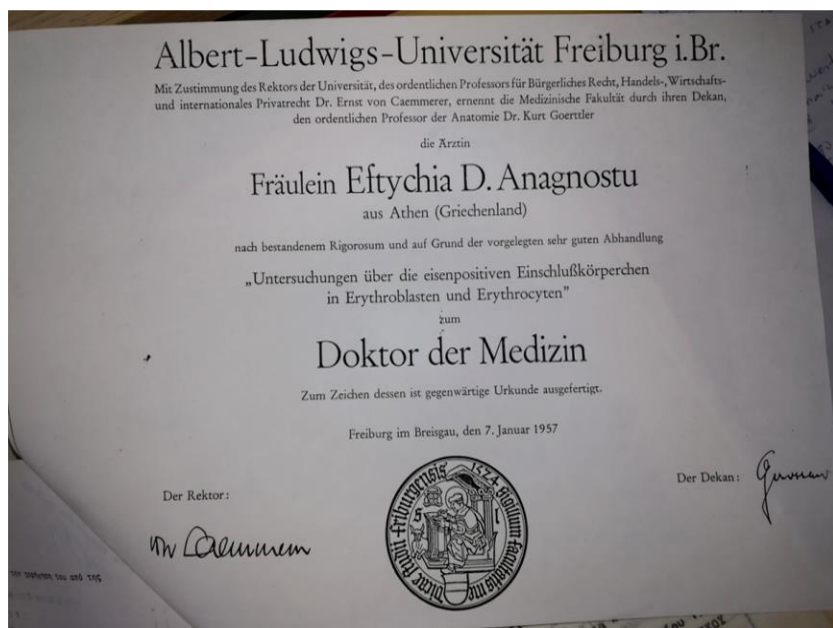 Albert-Ludwigs-Universität Freiburg i.Br.
Mit Zustimmung des Rektors der Universität, des ordentlichen Professors für Bürgerliches Recht, Handels-, Wirtschafts-
und internationales Privatrecht Dr. Ernst von Caemmerer, ernennt die Medizinische Fakultät durch ihren Dekan,
den ordentlichen Professor der Anatomie Dr. Kurt Goerttler
die Ärztin
Fräulein Eftychia D. Anagnostu
aus Athen (Griechenland)
nach bestandenem Rigorosum und auf Grund der vorgelegten sehr guten Abhandlung
„Untersuchungen über die eisenpositiven Einschlußkörperchen
in Erythroblasten und Erythrocyten”
zum
Doktor der Medizin
Zum Zeichen dessen ist gegenwärtige Urkunde ausgefertigt.
Freiburg im Breisgau, den 7. Januar 1957
Der Rektor:
Der Dekan:
von Caemmerer
1574